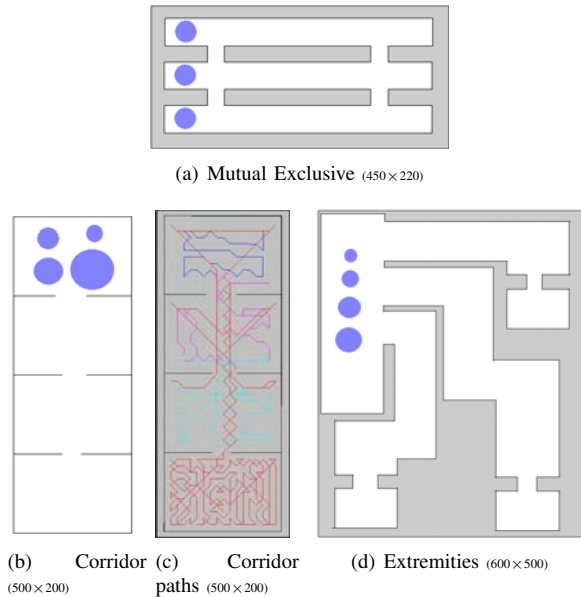 (a) Mutual Exclusive (450×220)
(b) Corridor (500×200)
(c) Corridor paths (500×200)
(d) Extremities (600×500)